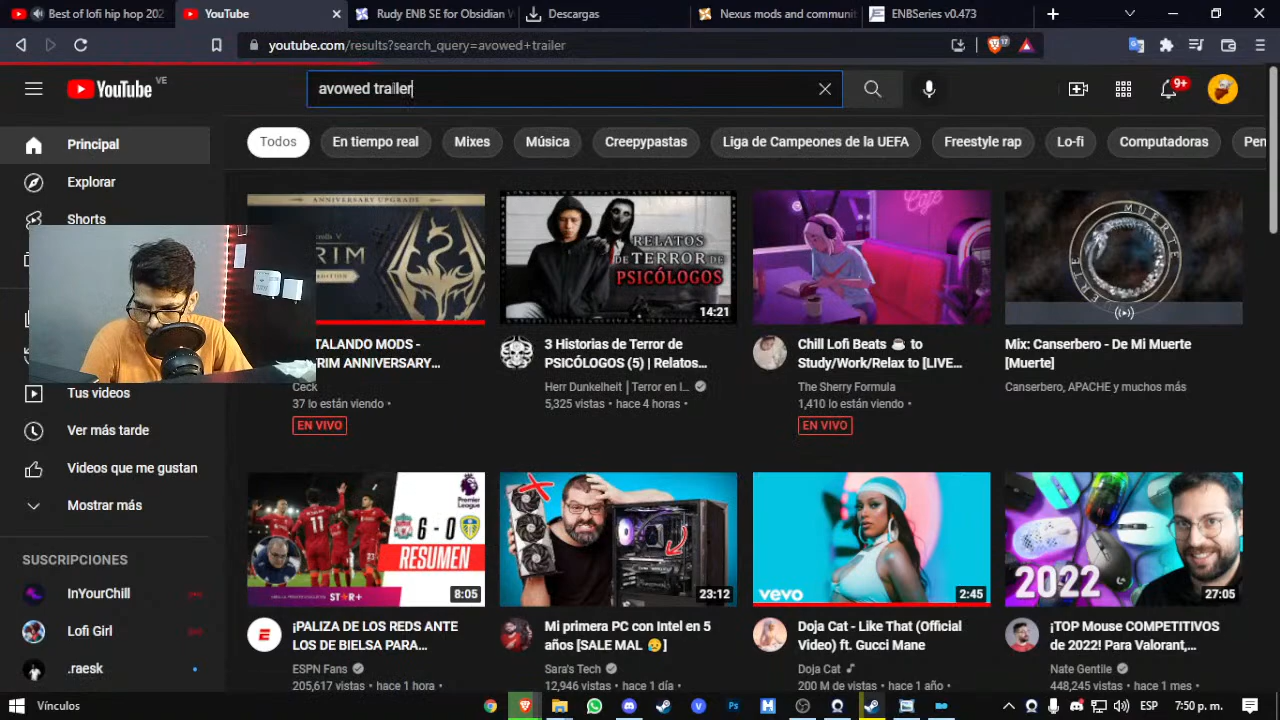 Best of lofi hip hop 202
YouTube
Rudy ENB SE for Obsidian W
Descargas
Nexus mods and communit
ENBSeries v0.473
youtube.com/results?search_query=avowed+trailer
17
YouTube VE
avowed trailer
9+
Principal
Explorar
Shorts
Tus videos
Ver más tarde
Videos que me gustan
Mostrar más
SUSCRIPCIONES
InYourChill
Lofi Girl
.raesk
Todos
En tiempo real
Mixes
Música
Creepypastas
Liga de Campeones de la UEFA
Freestyle rap
Lo-fi
Computadoras
Pen
ANNIVERSARY UPGRADE
RELATOS
DE TERROR DE
PSICÓLOGOS
14:21
MUERTE
TALANDO MODS -
RIM ANNIVERSARY...
Ceck
37 lo están viendo •
EN VIVO
3 Historias de Terror de
PSICÓLOGOS (5) | Relatos...
Herr Dunkelheit | Terror en l...
5,325 vistas • hace 4 horas •
Chill Lofi Beats ☕ to
Study/Work/Relax to [LIVE...
The Sherry Formula
1,410 lo están viendo •
EN VIVO
Mix: Canserbero - De Mi Muerte
[Muerte]
Canserbero, APACHE y muchos más
Premier
League
6-0
RESUMEN
STAR+
8:05
23:12
vevo
2:45
2022
27:05
¡PALIZA DE LOS REDS ANTE
LOS DE BIELSA PARA...
ESPN Fans
205,617 vistas • hace 1 hora •
Mi primera PC con Intel en 5
años [SALE MAL 😥]
Sara's Tech
12,946 vistas • hace 1 día •
Doja Cat - Like That (Official
Video) ft. Gucci Mane
Doja Cat
200 M de vistas • hace 1 año •
¡TOP Mouse COMPETITIVOS
de 2022! Para Valorant,...
Nate Gentile
448,245 vistas • hace 1 mes •
Vínculos
ESP
7:50 p. m.